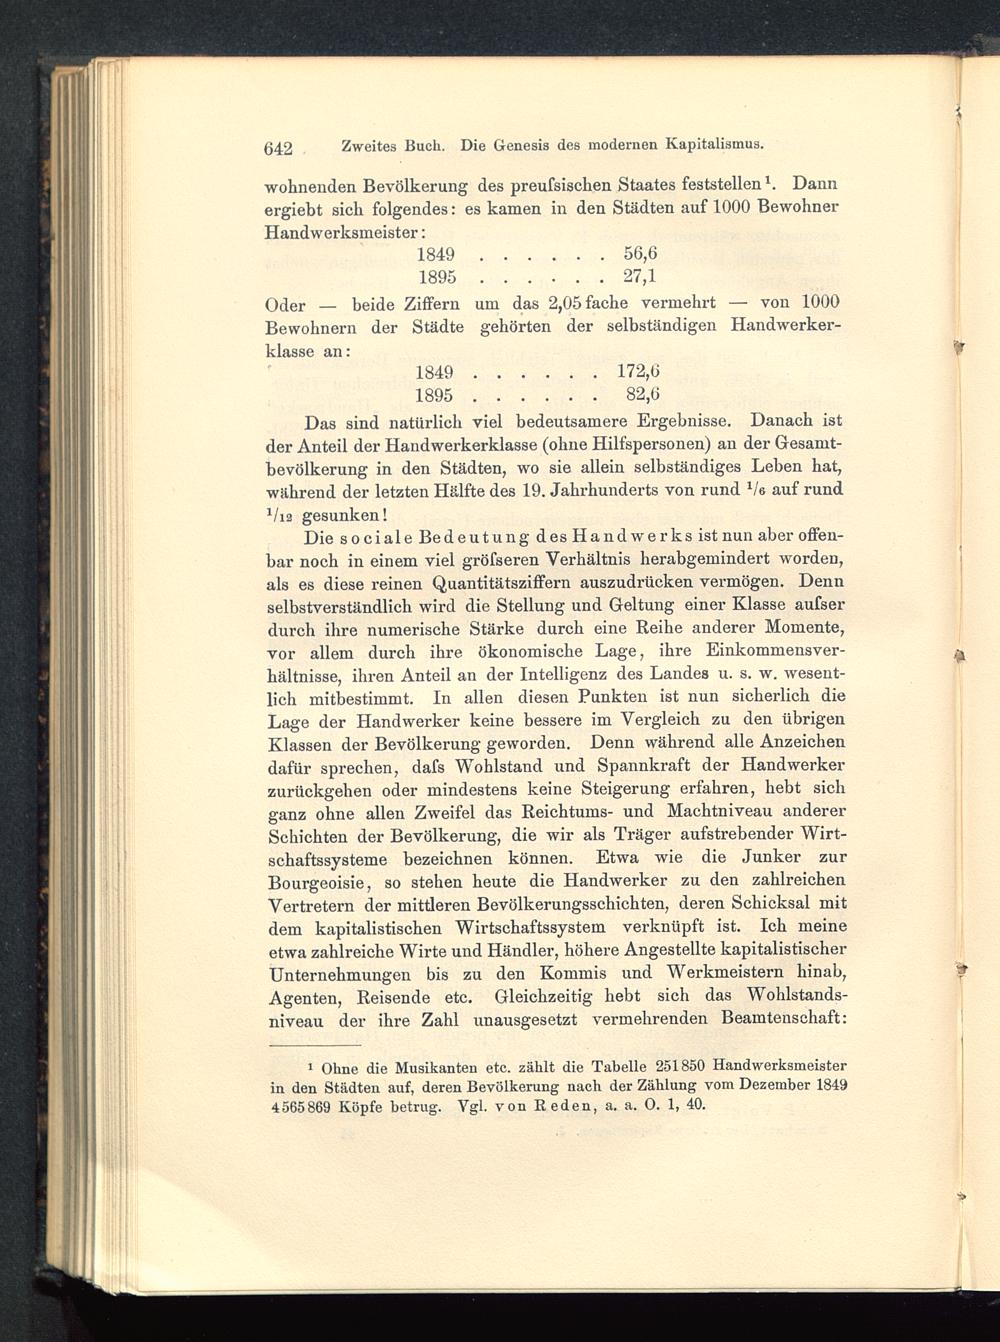 642 Zweites Buch. Die Genesis des modernen Kapitalismus.
wohnenden Bevölkerung des preuſsischen Staates feststellen¹. Dann
ergiebt sich folgendes: es kamen in den Städten auf 1000 Bewohner
Handwerksmeister:
1849 . . . . . . 56,6
1895 . . . . . . 27,1
Oder — beide Ziffern um das 2,05 fache vermehrt — von 1000
Bewohnern der Städte gehörten der selbständigen Handwerker-
klasse an:
1849 . . . . . . 172,6
1895 . . . . . . 82,6
Das sind natürlich viel bedeutsamere Ergebnisse. Danach ist
der Anteil der Handwerkerklasse (ohne Hilfspersonen) an der Gesamt-
bevölkerung in den Städten, wo sie allein selbständiges Leben hat,
während der letzten Hälfte des 19. Jahrhunderts von rund ¹/₆ auf rund
¹/₁₂ gesunken!
Die sociale Bedeutung des Handwerks ist nun aber offen-
bar noch in einem viel gröſseren Verhältnis herabgemindert worden,
als es diese reinen Quantitätsziffern auszudrücken vermögen. Denn
selbstverständlich wird die Stellung und Geltung einer Klasse auſser
durch ihre numerische Stärke durch eine Reihe anderer Momente,
vor allem durch ihre ökonomische Lage, ihre Einkommensver-
hältnisse, ihren Anteil an der Intelligenz des Landes u. s. w. wesent-
lich mitbestimmt. In allen diesen Punkten ist nun sicherlich die
Lage der Handwerker keine bessere im Vergleich zu den übrigen
Klassen der Bevölkerung geworden. Denn während alle Anzeichen
dafür sprechen, daſs Wohlstand und Spannkraft der Handwerker
zurückgehen oder mindestens keine Steigerung erfahren, hebt sich
ganz ohne allen Zweifel das Reichtums- und Machtniveau anderer
Schichten der Bevölkerung, die wir als Träger aufstrebender Wirt-
schaftssysteme bezeichnen können. Etwa wie die Junker zur
Bourgeoisie, so stehen heute die Handwerker zu den zahlreichen
Vertretern der mittleren Bevölkerungsschichten, deren Schicksal mit
dem kapitalistischen Wirtschaftssystem verknüpft ist. Ich meine
etwa zahlreiche Wirte und Händler, höhere Angestellte kapitalistischer
Unternehmungen bis zu den Kommis und Werkmeistern hinab,
Agenten, Reisende etc. Gleichzeitig hebt sich das Wohlstands-
niveau der ihre Zahl unausgesetzt vermehrenden Beamtenschaft:
¹ Ohne die Musikanten etc. zählt die Tabelle 251 850 Handwerksmeister
in den Städten auf, deren Bevölkerung nach der Zählung vom Dezember 1849
4 565 869 Köpfe betrug. Vgl. von Reden, a. a. O. 1, 40.